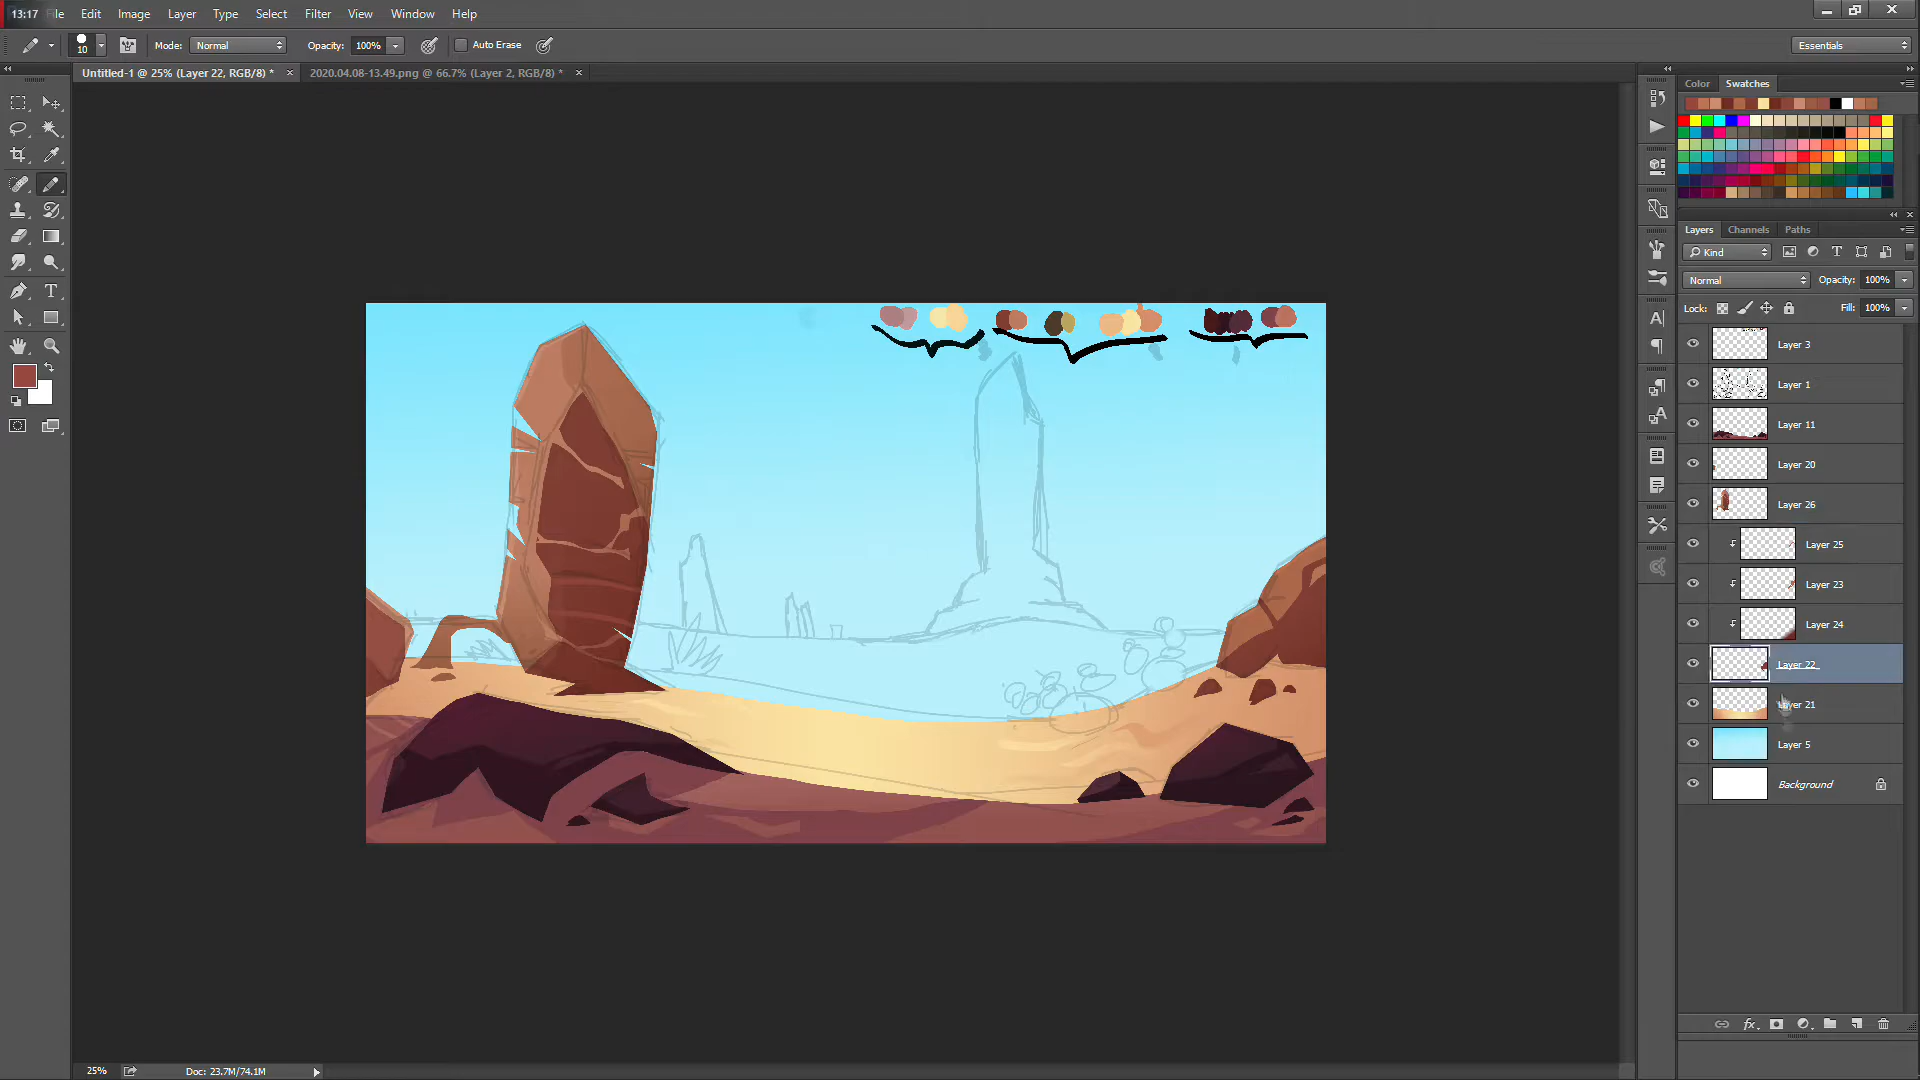 13:17 File Edit Image Layer Type Select Filter View Window Help
10 Mode: Normal Opacity: 100% Auto Erase Essentials
Untitled-1 @ 25% (Layer 22, RGB/8) * × 2020.04.08-13.49.png @ 66.7% (Layer 2, RGB/8) * ×
Color Swatches
Layers Channels Paths
Kind
Normal Opacity: 100%
Lock: Fill: 100%
Layer 3
Layer 1
Layer 11
Layer 20
Layer 26
Layer 25
Layer 23
Layer 24
Layer 22
Layer 21
Layer 5
Background
25% Doc: 23.7M/74.1M